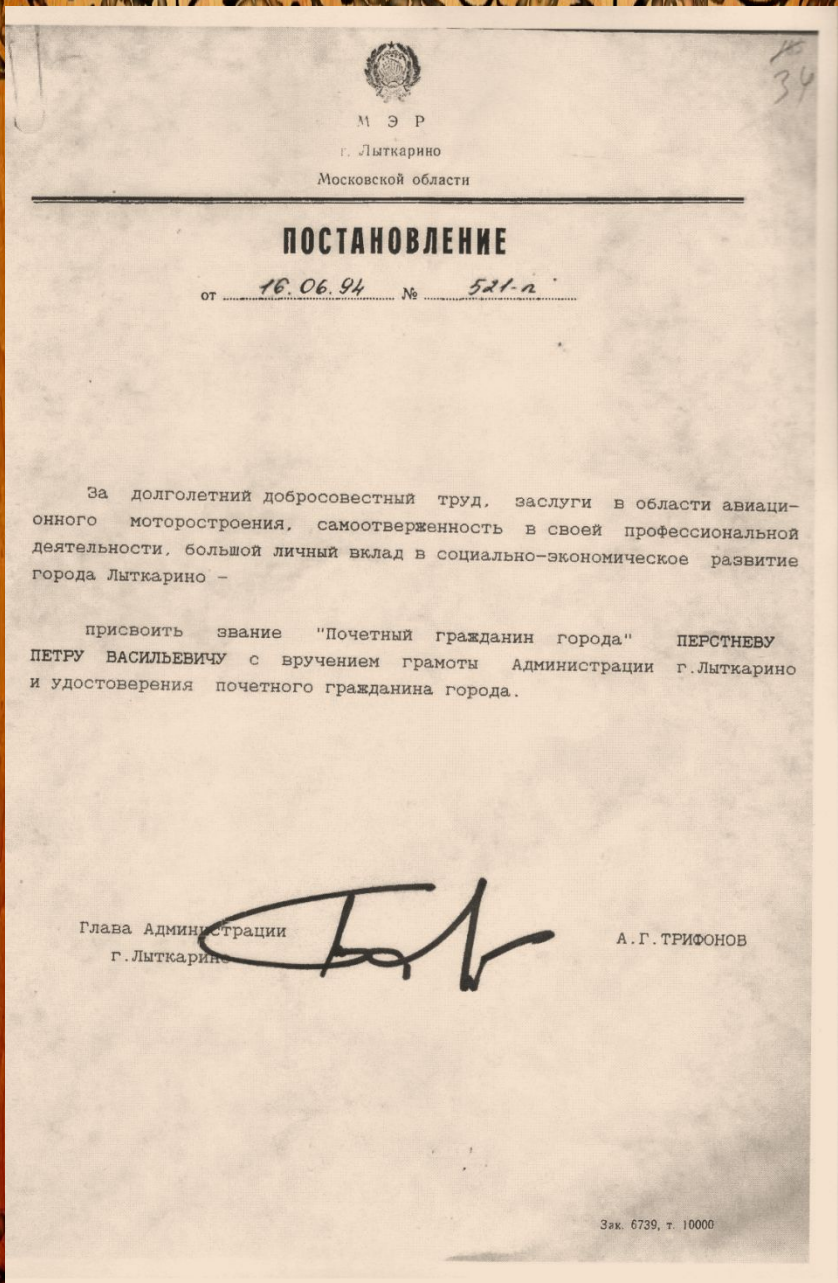 34
М Э Р
г. Лыткарино
Московской области
ПОСТАНОВЛЕНИЕ
от 16.06.94 № 521-п
За долголетний добросовестный труд, заслуги в области авиаци-
онного моторостроения, самоотверженность в своей профессиональной
деятельности, большой личный вклад в социально-экономическое развитие
города Лыткарино –
присвоить звание "Почетный гражданин города" ПЕРСТНЕВУ
ПЕТРУ ВАСИЛЬЕВИЧУ с вручением грамоты Администрации г.Лыткарино
и удостоверения почетного гражданина города.
Глава Администрации
г.Лыткарино
А.Г.ТРИФОНОВ
Зак. 6739, т. 10000